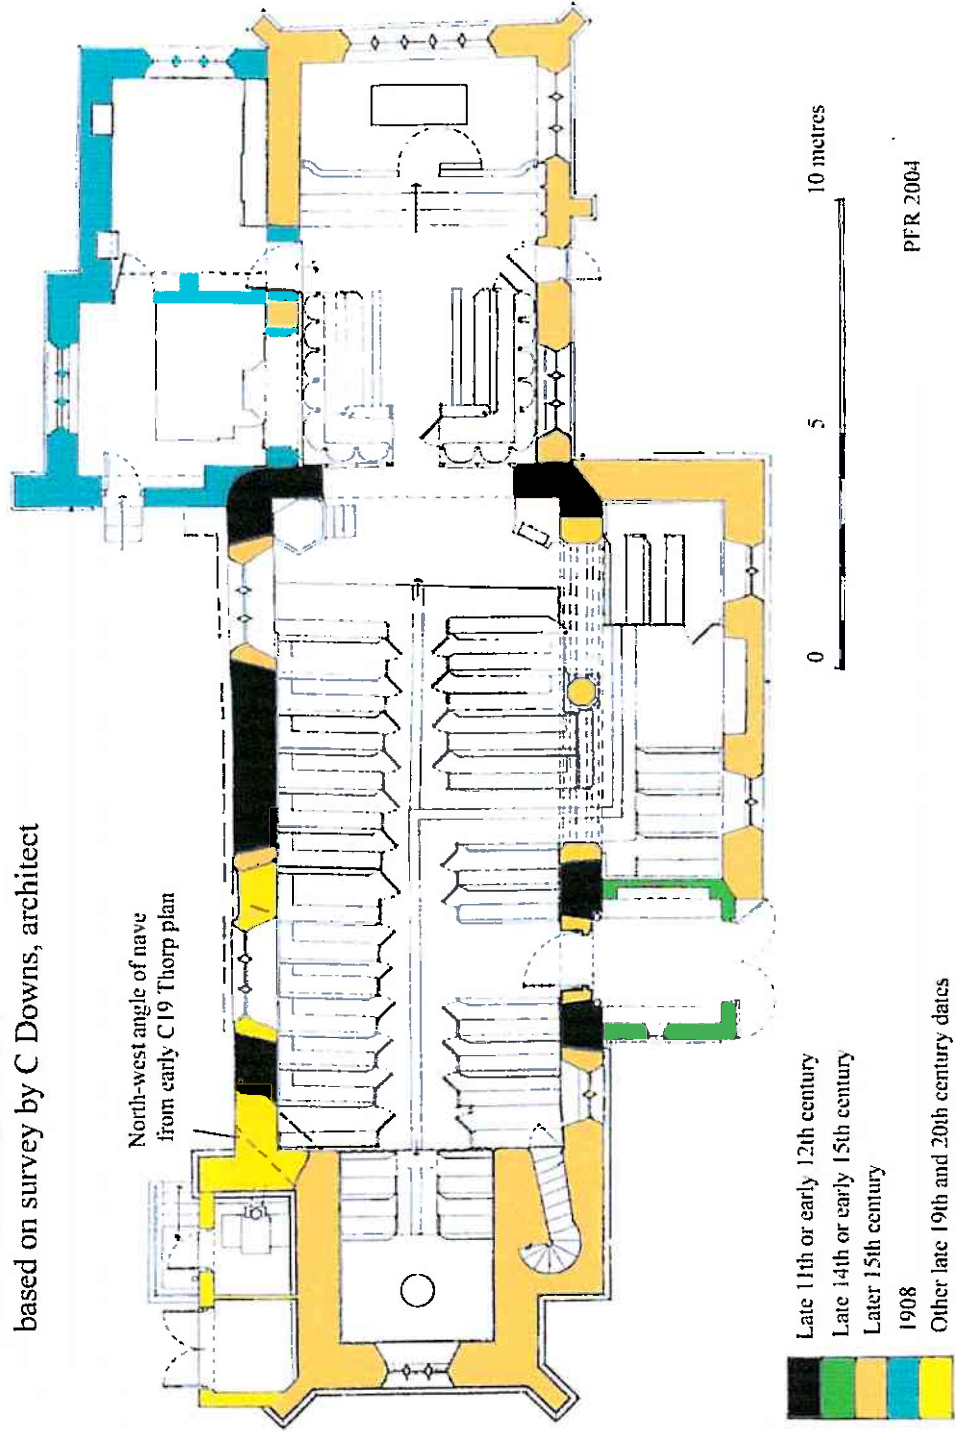 based on survey by C Downs, architect
North-west angle of nave
from early C19 Thorp plan
Late 11th or early 12th century
Late 14th or early 15th century
Later 15th century
1908
Other late 19th and 20th century dates
0
5
10 metres
PFR 2004